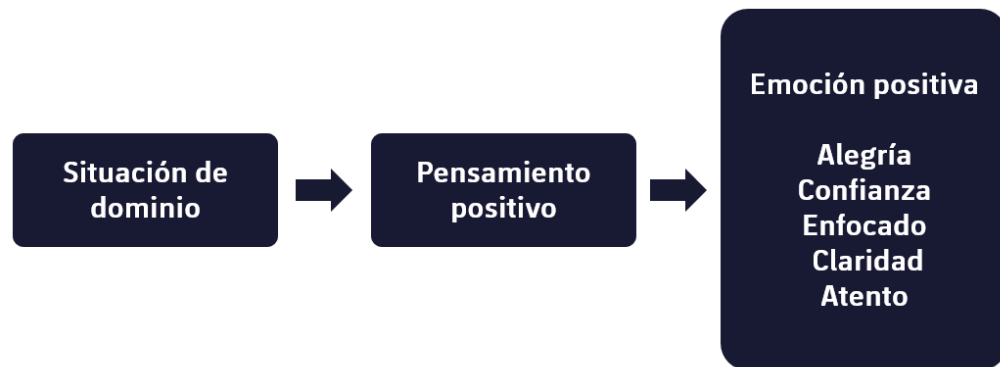 Situación de
dominio
Pensamiento
positivo
Emoción positiva
Alegría
Confianza
Enfocado
Claridad
Atento